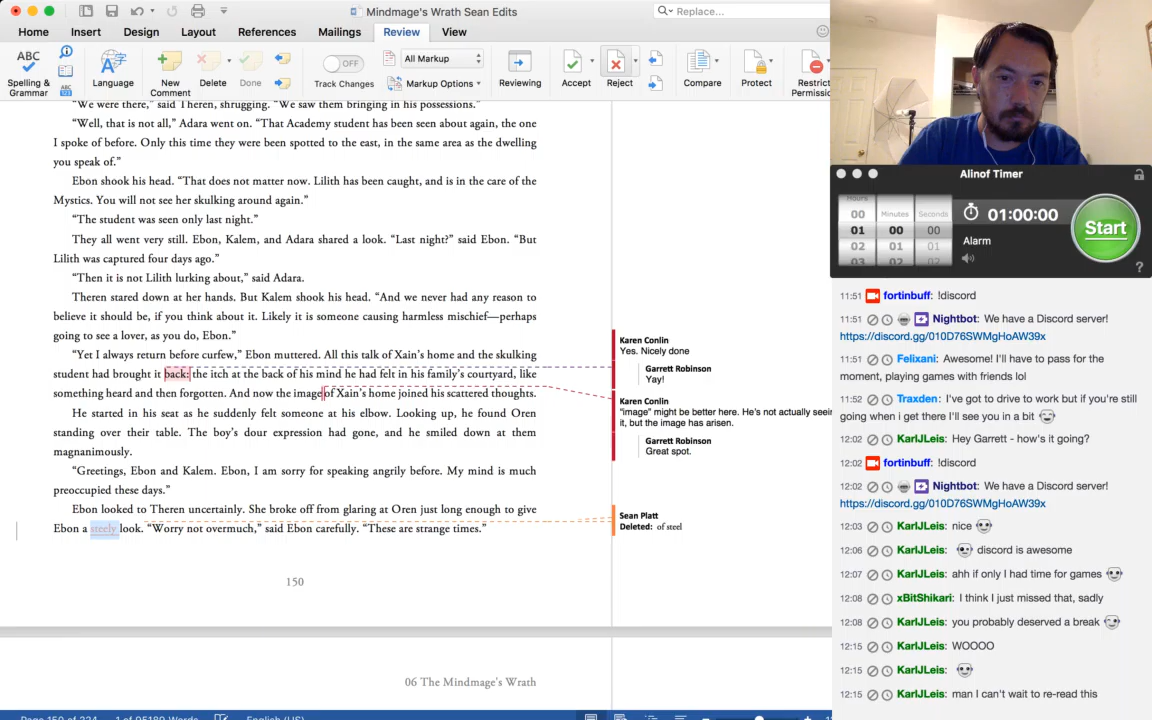 Mindmage's Wrath Sean Edits
Replace...
Home Insert Design Layout References Mailings Review View
ABC
Spelling & Grammar
Language
New Comment
Delete
Done
OFF
Track Changes
All Markup
Markup Options
Reviewing
Accept
Reject
Compare
Protect
Restrict
“We were there,” said Theren, shrugging. “We saw them bringing in his possessions.”
“Well, that is not all,” Adara went on. “That Academy student has been seen about again, the one
I spoke of before. Only this time they were been spotted to the east, in the same area as the dwelling
you speak of.”
Ebon shook his head. “That does not matter now. Lilith has been caught, and is in the care of the
Mystics. You will not see her skulking around again.”
“The student was seen only last night.”
They all went very still. Ebon, Kalem, and Adara shared a look. “Last night?” said Ebon. “But
Lilith was captured four days ago.”
“Then it is not Lilith lurking about,” said Adara.
Theren stared down at her hands. But Kalem shook his head. “And we never had any reason to
believe it should be, if you think about it. Likely it is someone causing harmless mischief—perhaps
going to see a lover, as you do, Ebon.”
“Yet I always return before curfew,” Ebon muttered. All this talk of Xain’s home and the skulking
student had brought it back: the itch at the back of his mind he had felt in his family’s courtyard, like
something heard and then forgotten. And now the image of Xain’s home joined his scattered thoughts.
He started in his seat as he suddenly felt someone at his elbow. Looking up, he found Oren
standing over their table. The boy’s dour expression had gone, and he smiled down at them
magnanimously.
“Greetings, Ebon and Kalem. Ebon, I am sorry for speaking angrily before. My mind is much
preoccupied these days.”
Ebon looked to Theren uncertainly. She broke off from glaring at Oren just long enough to give
Ebon a steely look. “Worry not overmuch,” said Ebon carefully. “These are strange times.”
150
06 The Mindmage's Wrath
Karen Conlin
Yes. Nicely done
Garrett Robinson
Yay!
Karen Conlin
“image” might be better here. He’s not actually seein
it, but the image has arisen.
Garrett Robinson
Great spot.
Sean Platt
Deleted: of steel
English (US)
Alinof Timer
Hours Minutes Seconds
00
01 00 00
02 01 01
03 02 02
01:00:00
Alarm
Start
?
11:51 fortinbuff: !discord
11:51 Nightbot: We have a Discord server!
https://discord.gg/010D76SWMgHoAW39x
11:51 Felixani: Awesome! I'll have to pass for the
moment, playing games with friends lol
11:52 Traxden: I've got to drive to work but if you're still
going when i get there I'll see you in a bit
12:02 KarlJLeis: Hey Garrett - how's it going?
12:02 fortinbuff: !discord
12:02 Nightbot: We have a Discord server!
https://discord.gg/010D76SWMgHoAW39x
12:03 KarlJLeis: nice
12:06 KarlJLeis: discord is awesome
12:07 KarlJLeis: ahh if only I had time for games
12:08 xBitShikari: I think I just missed that, sadly
12:08 KarlJLeis: you probably deserved a break
12:15 KarlJLeis: WOOOO
12:15 KarlJLeis:
12:15 KarlJLeis: man I can't wait to re-read this